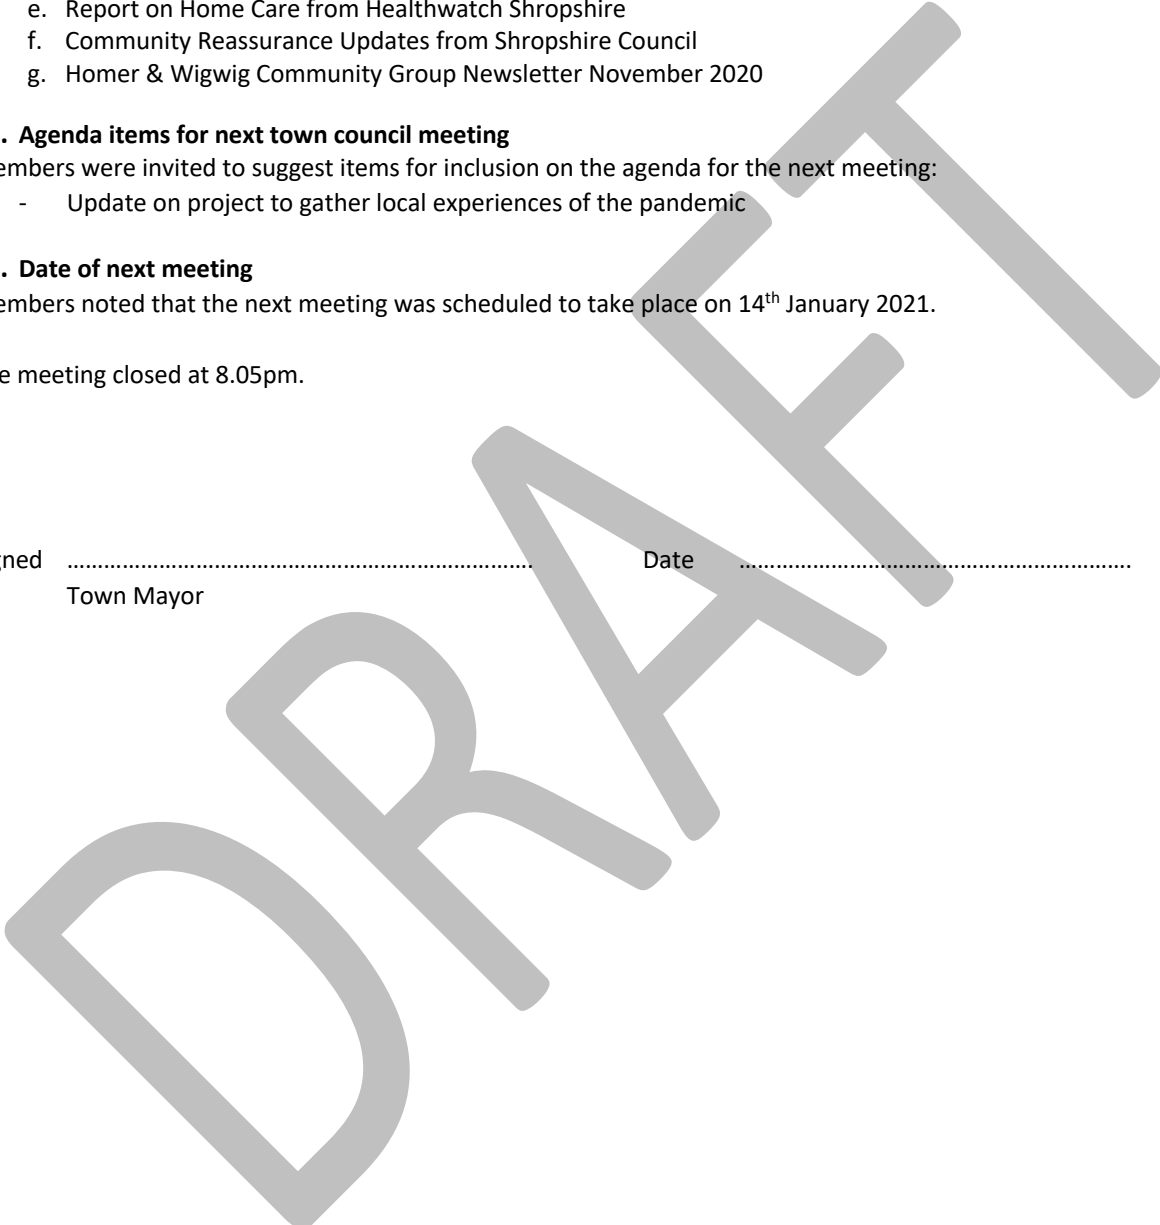 e. Report on Home Care from Healthwatch Shropshire
f. Community Reassurance Updates from Shropshire Council
g. Homer & Wigwig Community Group Newsletter November 2020
. Agenda items for next town council meeting
embers were invited to suggest items for inclusion on the agenda for the next meeting:
- Update on project to gather local experiences of the pandemic
. Date of next meeting
embers noted that the next meeting was scheduled to take place on 14th January 2021.
e meeting closed at 8.05pm.
gned ………………………………………………………………….. Date ……………………………………………………….
Town Mayor
DRAFT